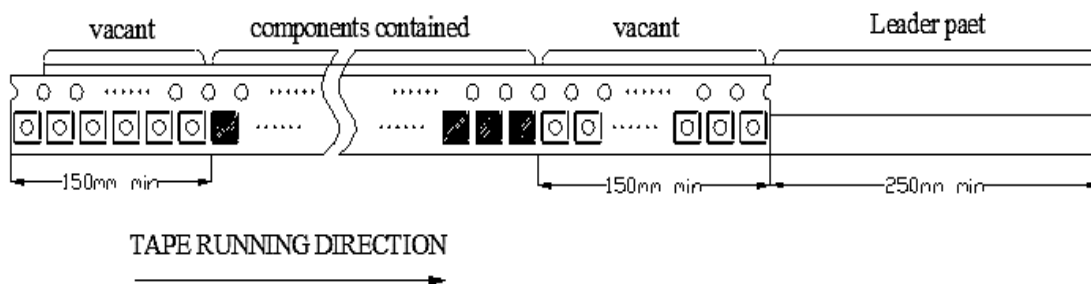 vacant components contained vacant Leader paet
150mm min 150mm min 250mm min
TAPE RUNNING DIRECTION